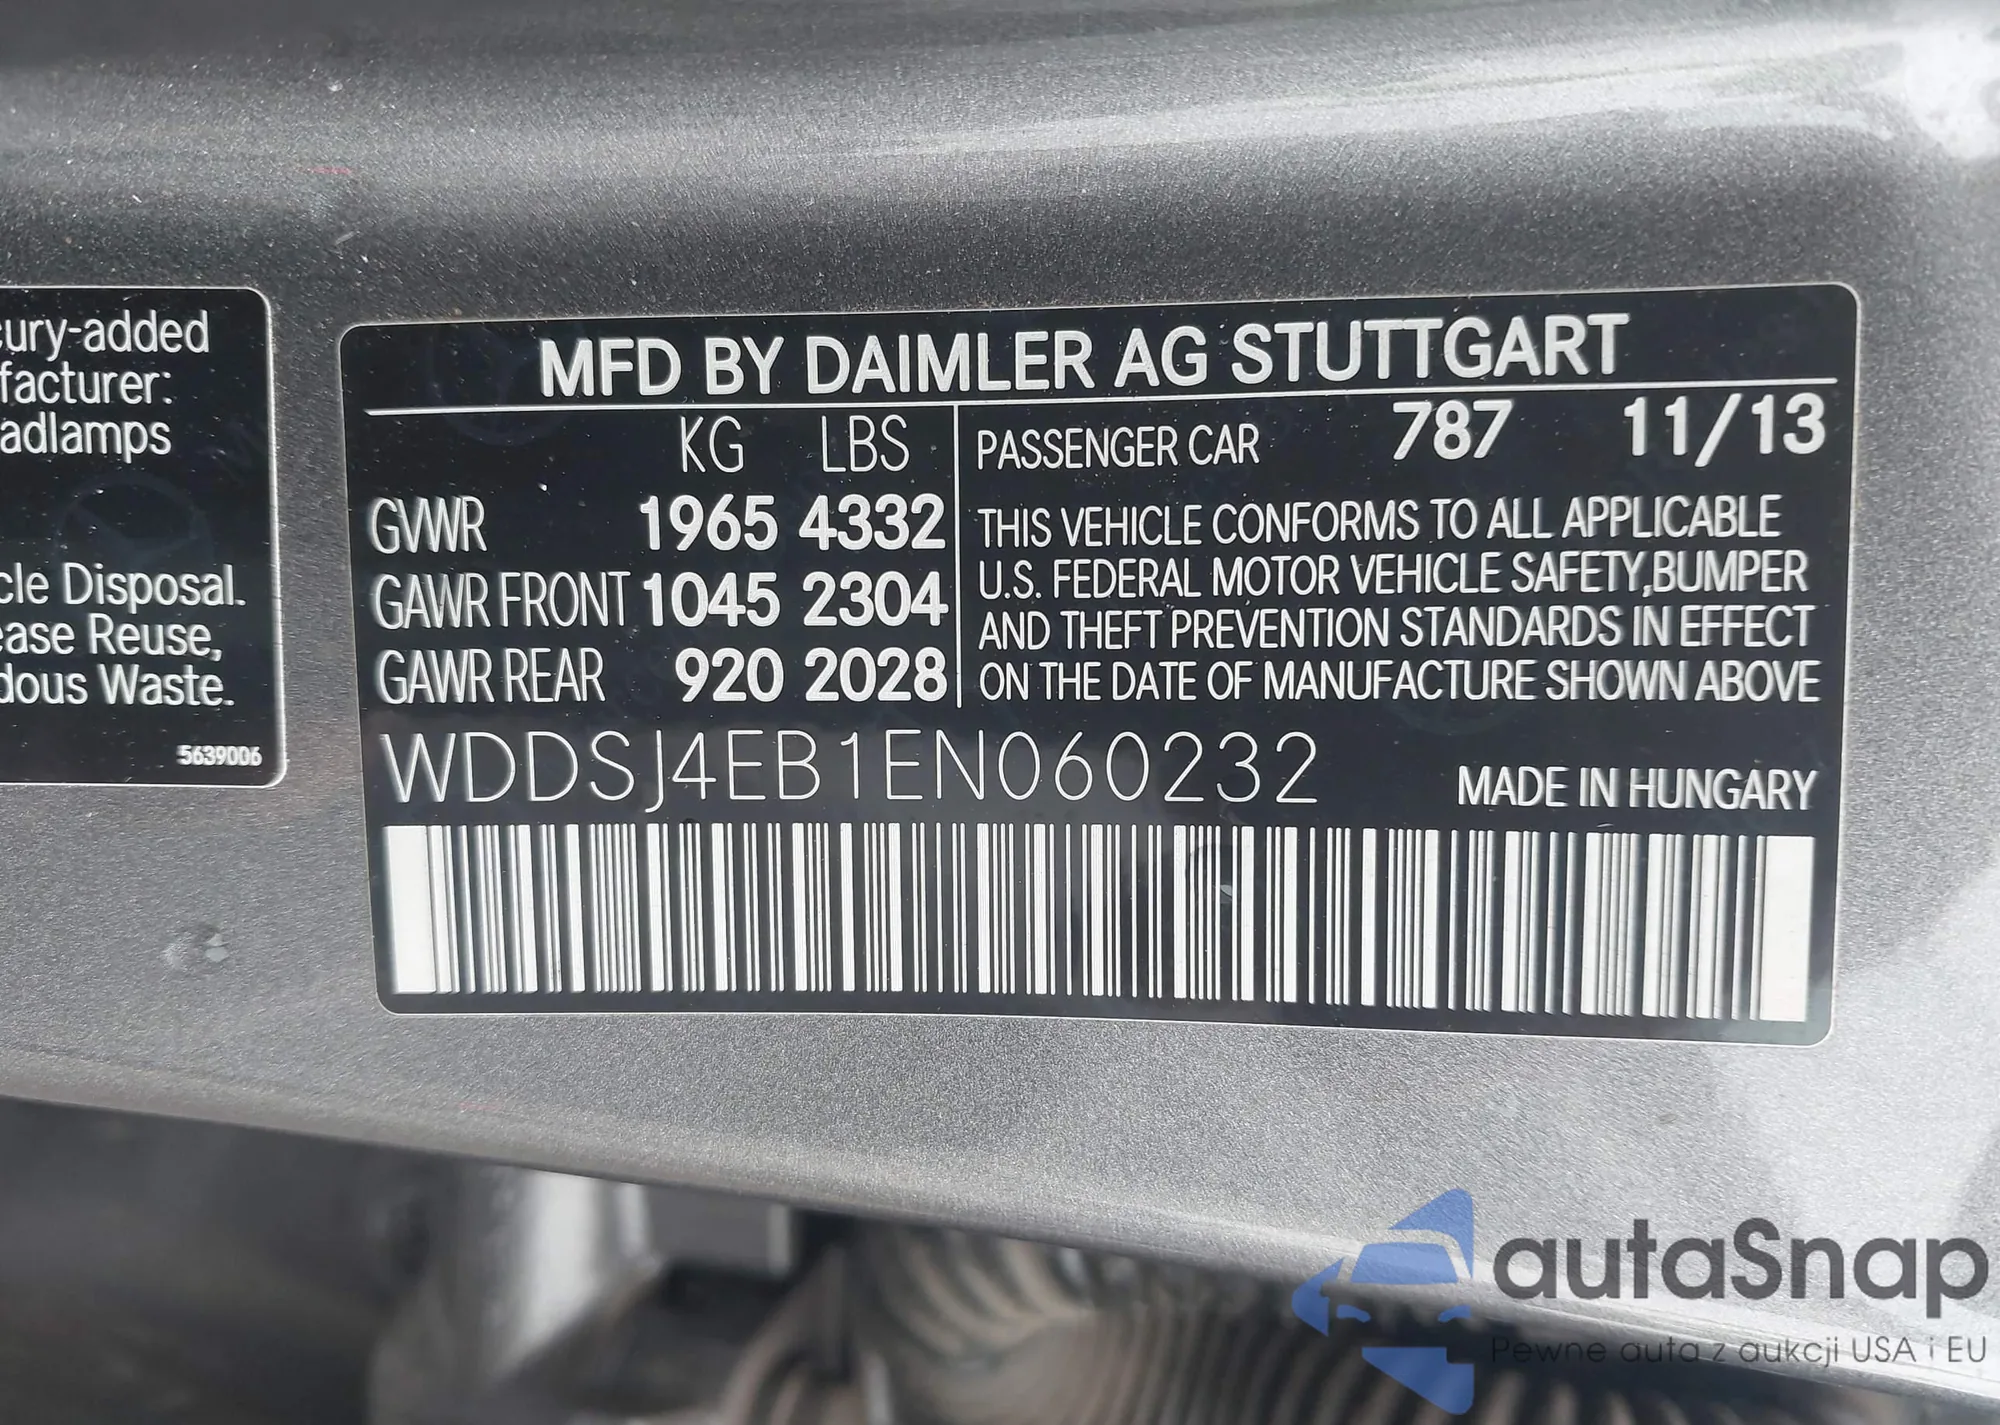 cury-added
facturer:
adlamps
cle Disposal.
ease Reuse,
dous Waste.
5639006
MFD BY DAIMLER AG STUTTGART
KG LBS
GVWR 1965 4332
GAWR FRONT 1045 2304
GAWR REAR 920 2028
PASSENGER CAR 787 11/13
THIS VEHICLE CONFORMS TO ALL APPLICABLE
U.S. FEDERAL MOTOR VEHICLE SAFETY,BUMPER
AND THEFT PREVENTION STANDARDS IN EFFECT
ON THE DATE OF MANUFACTURE SHOWN ABOVE
WDDSJ4EB1EN060232
MADE IN HUNGARY
autaSnap
Pewne auta z aukcji USA i EU